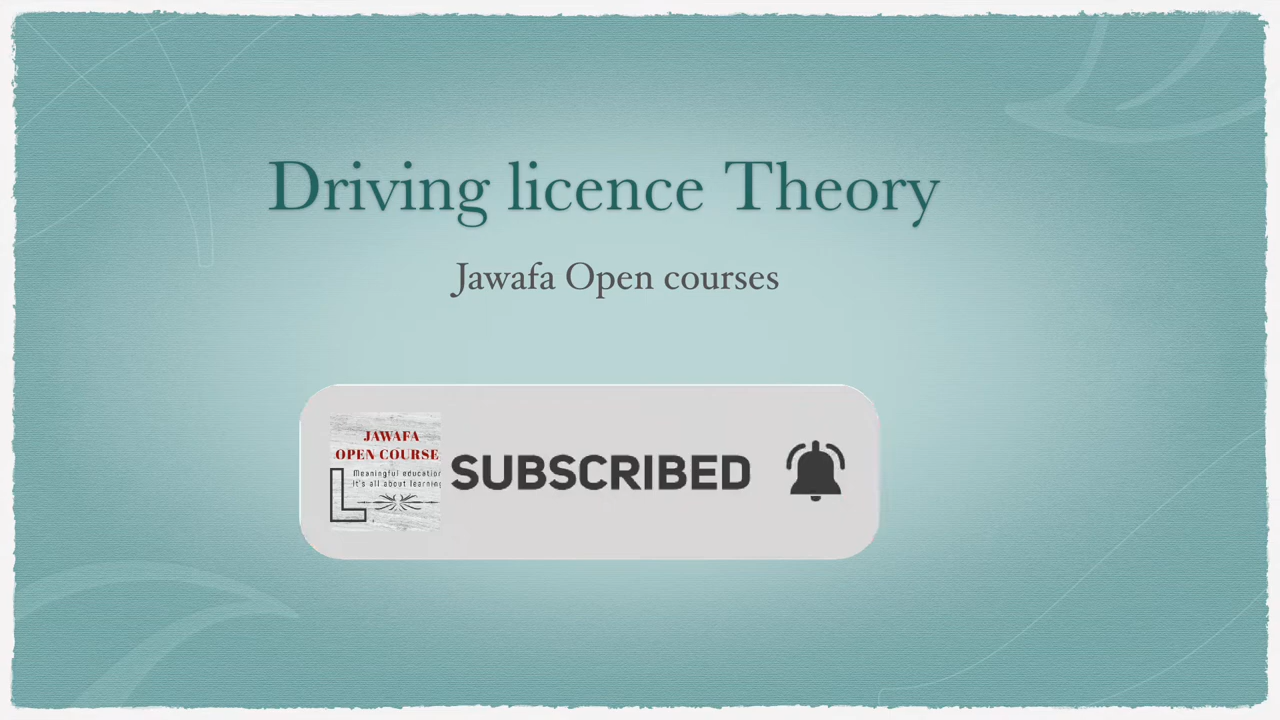 Driving licence Theory
Jawafa Open courses
JAWAFA
OPEN COURSE
Meaningful education
It's all about learning
L
SUBSCRIBED